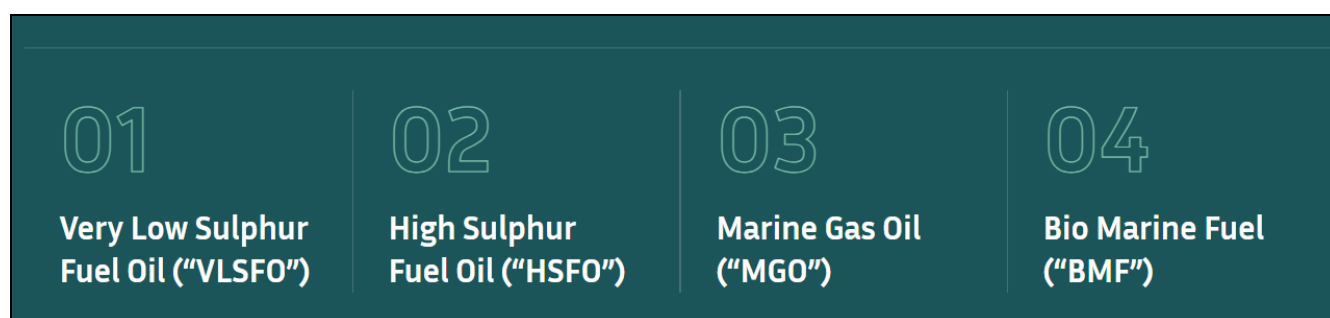 01
Very Low Sulphur
Fuel Oil (“VLSFO”)
02
High Sulphur
Fuel Oil (“HSFO”)
03
Marine Gas Oil
(“MGO”)
04
Bio Marine Fuel
(“BMF”)